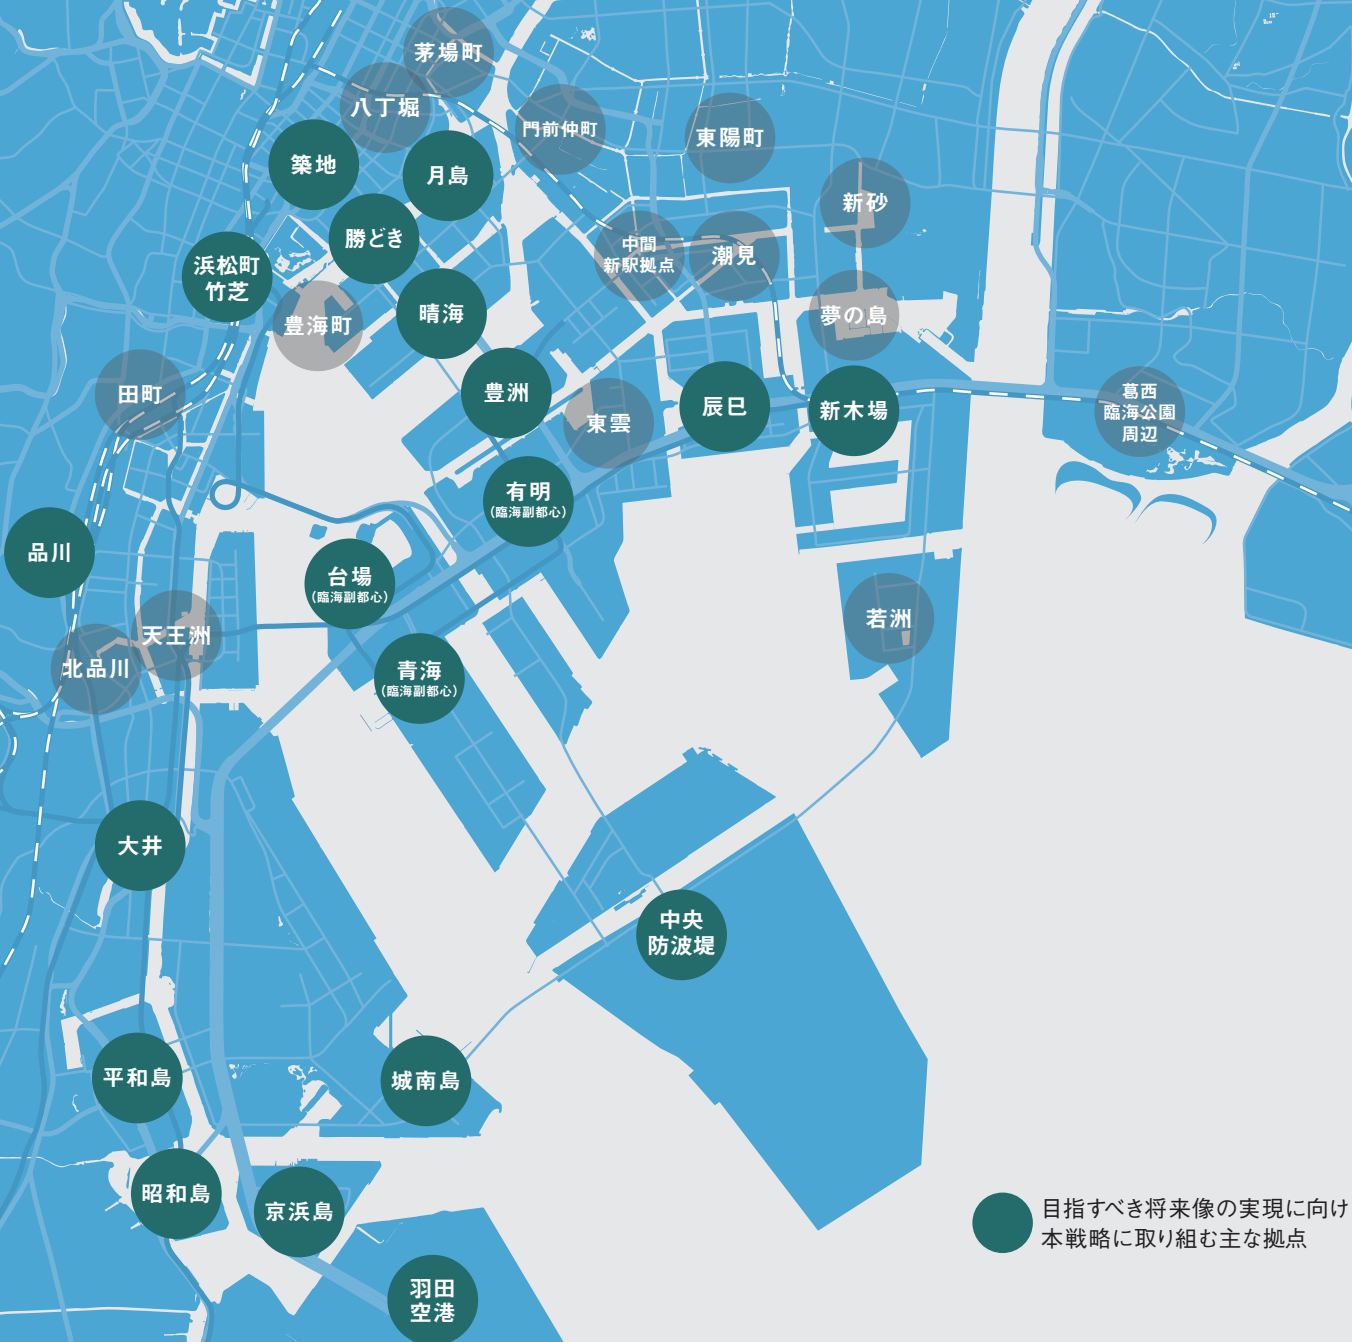 茅場町
八丁堀
門前仲町
東陽町
築地
月島
新砂
勝どき
中間
新駅拠点
潮見
浜松町
竹芝
晴海
豊海町
夢の島
田町
豊洲
辰巳
新木場
東雲
葛西
臨海公園
周辺
有明
(臨海副都心)
品川
台場
(臨海副都心)
若洲
天王洲
北品川
青海
(臨海副都心)
大井
中央
防波堤
平和島
城南島
昭和島
京浜島
目指すべき将来像の実現に向け
本戦略に取り組む主な拠点
羽田
空港